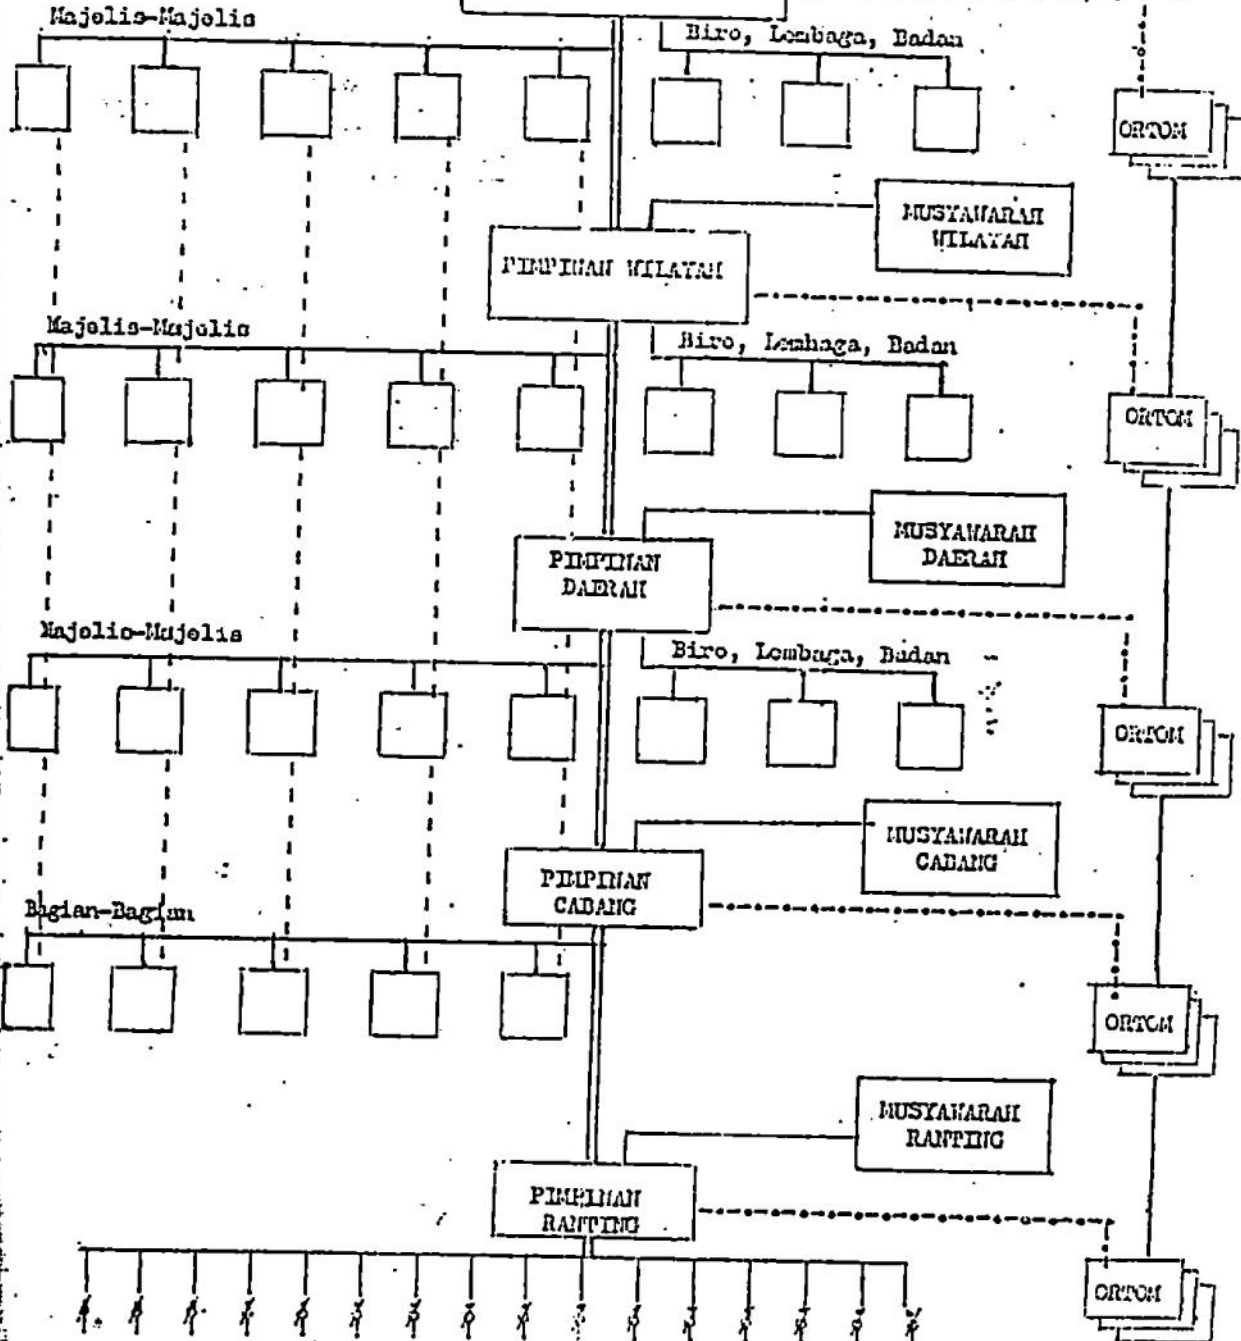 Majelis-Majelis
Biro, Lembaga, Badan
ORTOM
MUSYAWARAH
WILAYAH
PIMPINAN WILAYAH
Majelis-Majelis
Biro, Lembaga, Badan
ORTOM
MUSYAWARAH
DAERAH
PIMPINAN
DAERAH
Majelis-Majelis
Biro, Lembaga, Badan
ORTOM
MUSYAWARAH
CABANG
PIMPINAN
CABANG
Bagian-Bagian
ORTOM
MUSYAWARAH
RANTING
PIMPINAN
RANTING
ORTOM